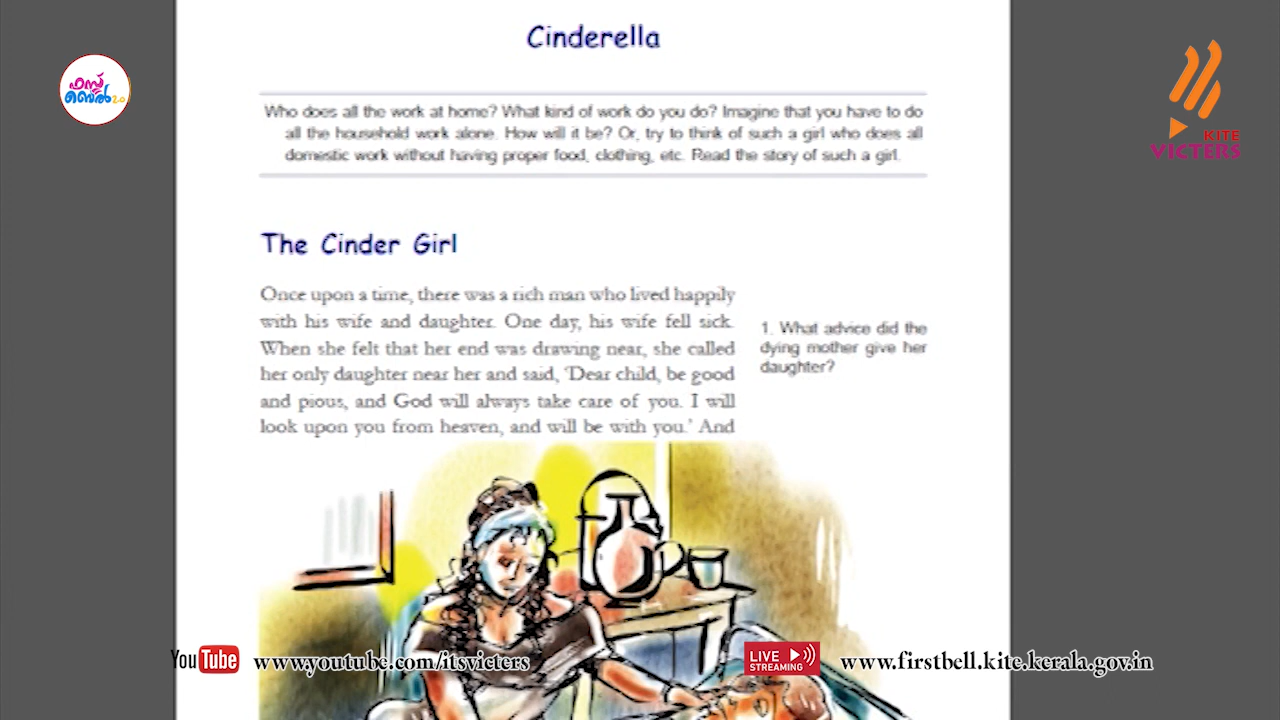 Cinderella
ഫസ്റ്റ്
ബെൽ 2.0
KITE
VICTERS
Who does all the work at home? What kind of work do you do? Imagine that you have to do
all the household work alone. How will it be? Or, try to think of such a girl who does all
domestic work without having proper food, clothing, etc. Read the story of such a girl.
The Cinder Girl
Once upon a time, there was a rich man who lived happily
with his wife and daughter. One day, his wife fell sick.
When she felt that her end was drawing near, she called
her only daughter near her and said, 'Dear child, be good
and pious, and God will always take care of you. I will
look upon you from heaven, and will be with you.' And
1. What advice did the
dying mother give her
daughter?
YouTube www.youtube.com/itsvicters
LIVE
STREAMING
www.firstbell.kite.kerala.gov.in